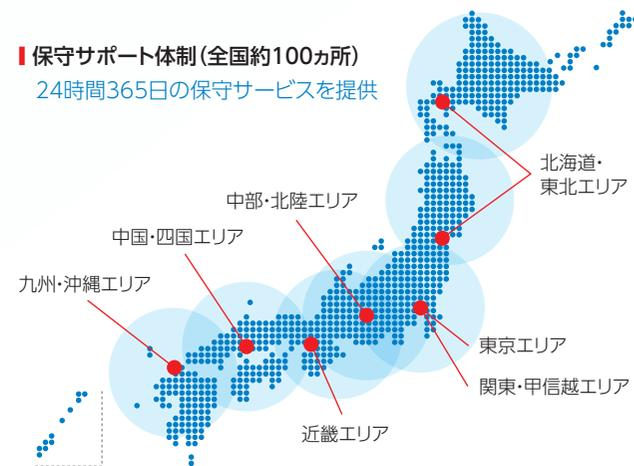 保守サポート体制（全国約100ヵ所）
24時間365日の保守サービスを提供
北海道・
東北エリア
中部・北陸エリア
中国・四国エリア
九州・沖縄エリア
東京エリア
関東・甲信越エリア
近畿エリア